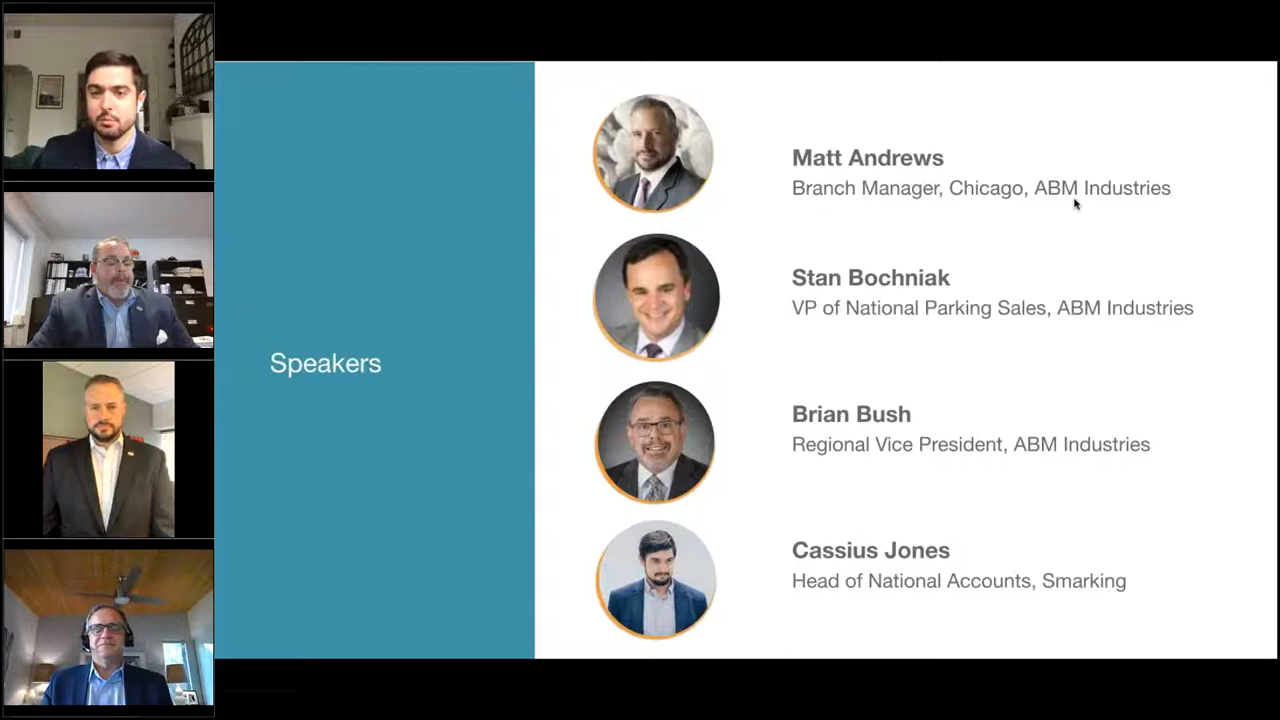 Speakers
Matt Andrews
Branch Manager, Chicago, ABM Industries
Stan Bochniak
VP of National Parking Sales, ABM Industries
Brian Bush
Regional Vice President, ABM Industries
Cassius Jones
Head of National Accounts, Smarking